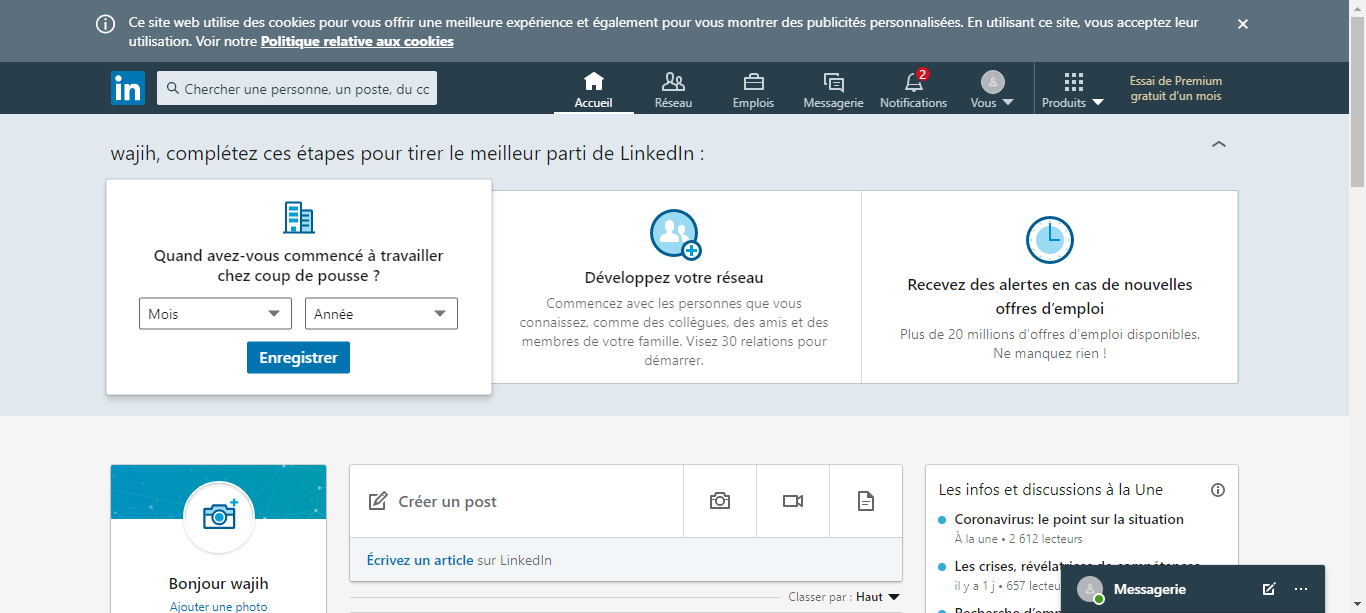 Ce site web utilise des cookies pour vous offrir une meilleure expérience et également pour vous montrer des publicités personnalisées. En utilisant ce site, vous acceptez leur
utilisation. Voir notre Politique relative aux cookies
in
Chercher une personne, un poste, du cc
Accueil
Réseau
Emplois
Messagerie
2
Notifications
Vous
Produits
Essai de Premium
gratuit d'un mois
wajih, complétez ces étapes pour tirer le meilleur parti de LinkedIn :
Quand avez-vous commencé à travailler
chez coup de pousse ?
Mois
Année
Enregistrer
Développez votre réseau
Commencez avec les personnes que vous
connaissez, comme des collègues, des amis et des
membres de votre famille. Visez 30 relations pour
démarrer.
Recevez des alertes en cas de nouvelles
offres d'emploi
Plus de 20 millions d'offres d'emploi disponibles.
Ne manquez rien !
Bonjour wajih
Ajouter une photo
Créer un post
Écrivez un article sur LinkedIn
Classer par : Haut
Les infos et discussions à la Une
Coronavirus: le point sur la situation
À la une • 2 612 lecteurs
Les crises, révélatrices de compétences
il y a 1 j • 657 lecteu
Recherche d'emp
Messagerie